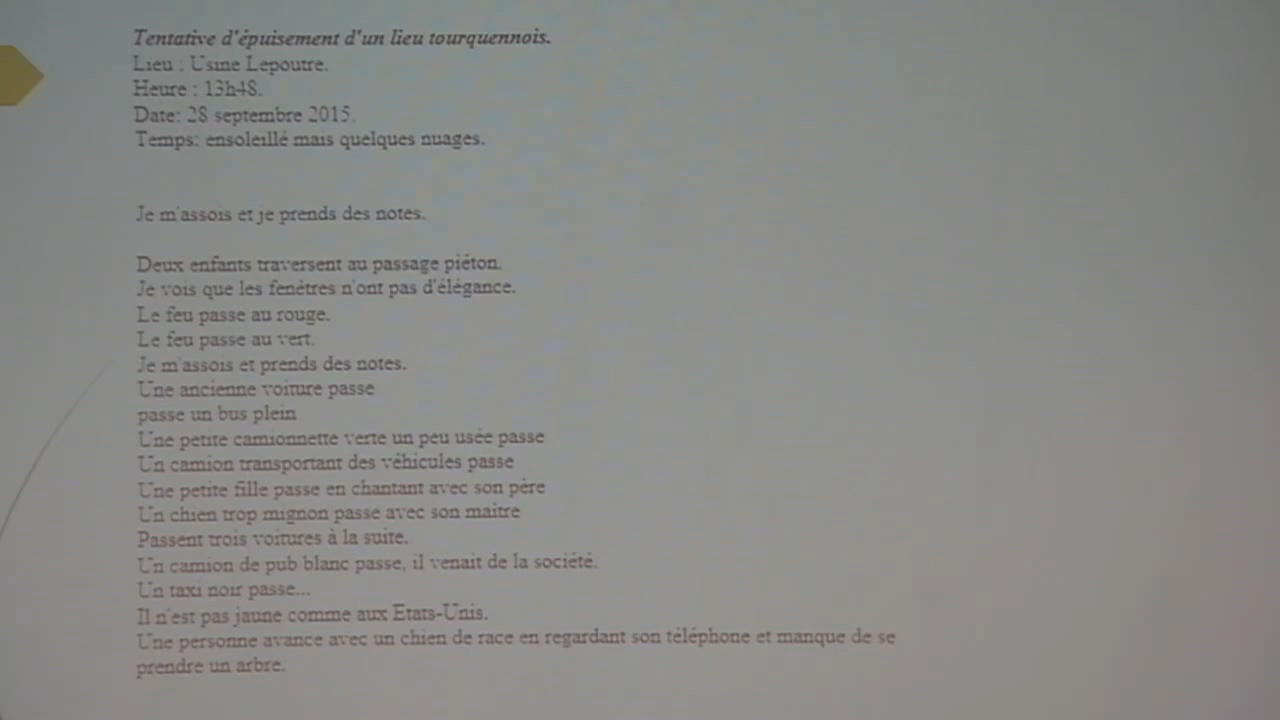 Tentative d'épuisement d'un lieu tourquennois.
Lieu : Usine Lepoutre.
Heure : 13h48.
Date: 28 septembre 2015.
Temps: ensoleillé mais quelques nuages.
Je m'assois et je prends des notes.
Deux enfants traversent au passage piéton.
Je vois que les fenêtres n'ont pas d'élégance.
Le feu passe au rouge.
Le feu passe au vert.
Je m'assois et prends des notes.
Une ancienne voiture passe
passe un bus plein
Une petite camionnette verte un peu usée passe
Un camion transportant des véhicules passe
Une petite fille passe en chantant avec son père
Un chien trop mignon passe avec son maitre
Passent trois voitures à la suite.
Un camion de pub blanc passe, il venait de la société.
Un taxi noir passe...
Il n'est pas jaune comme aux Etats-Unis.
Une personne avance avec un chien de race en regardant son téléphone et manque de se
prendre un arbre.